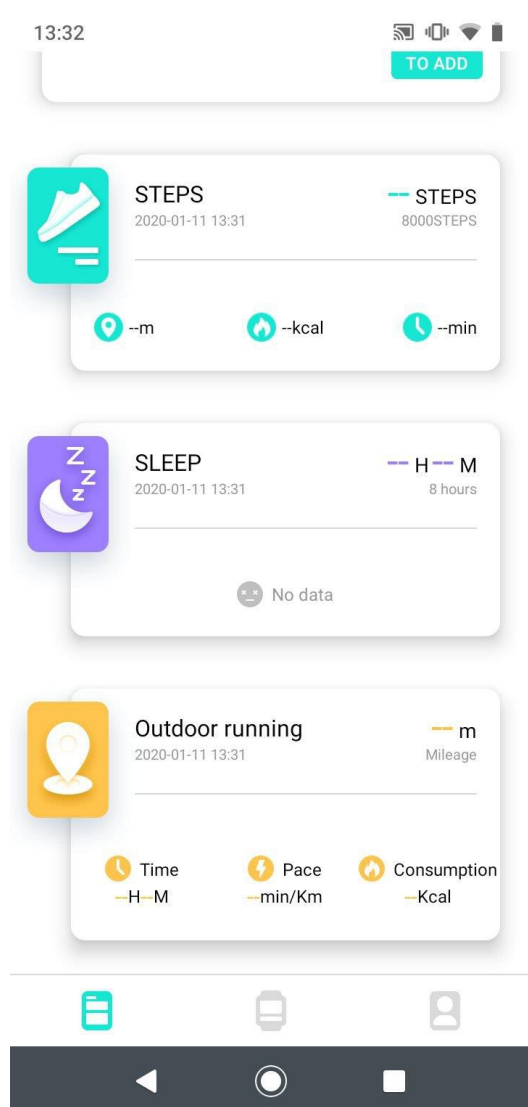 13:32
TO ADD
STEPS
-- STEPS
2020-01-11 13:31
8000STEPS
--m
--kcal
--min
Z
Z
Z
SLEEP
-- H -- M
2020-01-11 13:31
8 hours
No data
Outdoor running
-- m
2020-01-11 13:31
Mileage
Time
Pace
Consumption
--H--M
--min/Km
--Kcal